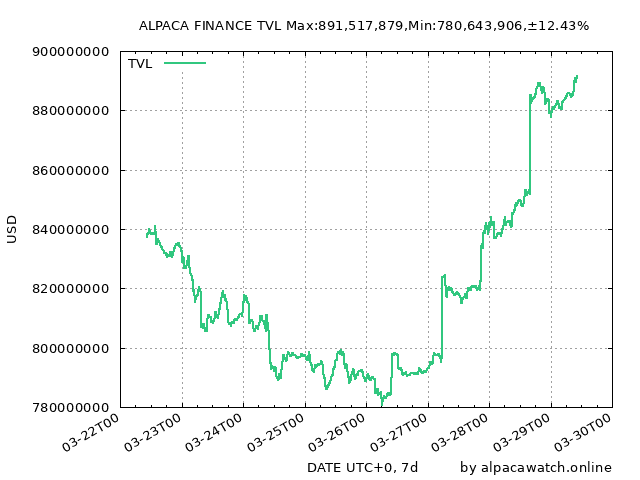 ALPACA FINANCE TVL Max:891,517,879,Min:780,643,906,±12.43%
900000000
TVL
880000000
860000000
840000000
USD
820000000
800000000
780000000
03-22T00
03-23T00
03-24T00
03-25T00
03-26T00
03-27T00
03-28T00
03-29T00
03-30T00
DATE UTC+0, 7d
by alpacawatch.online